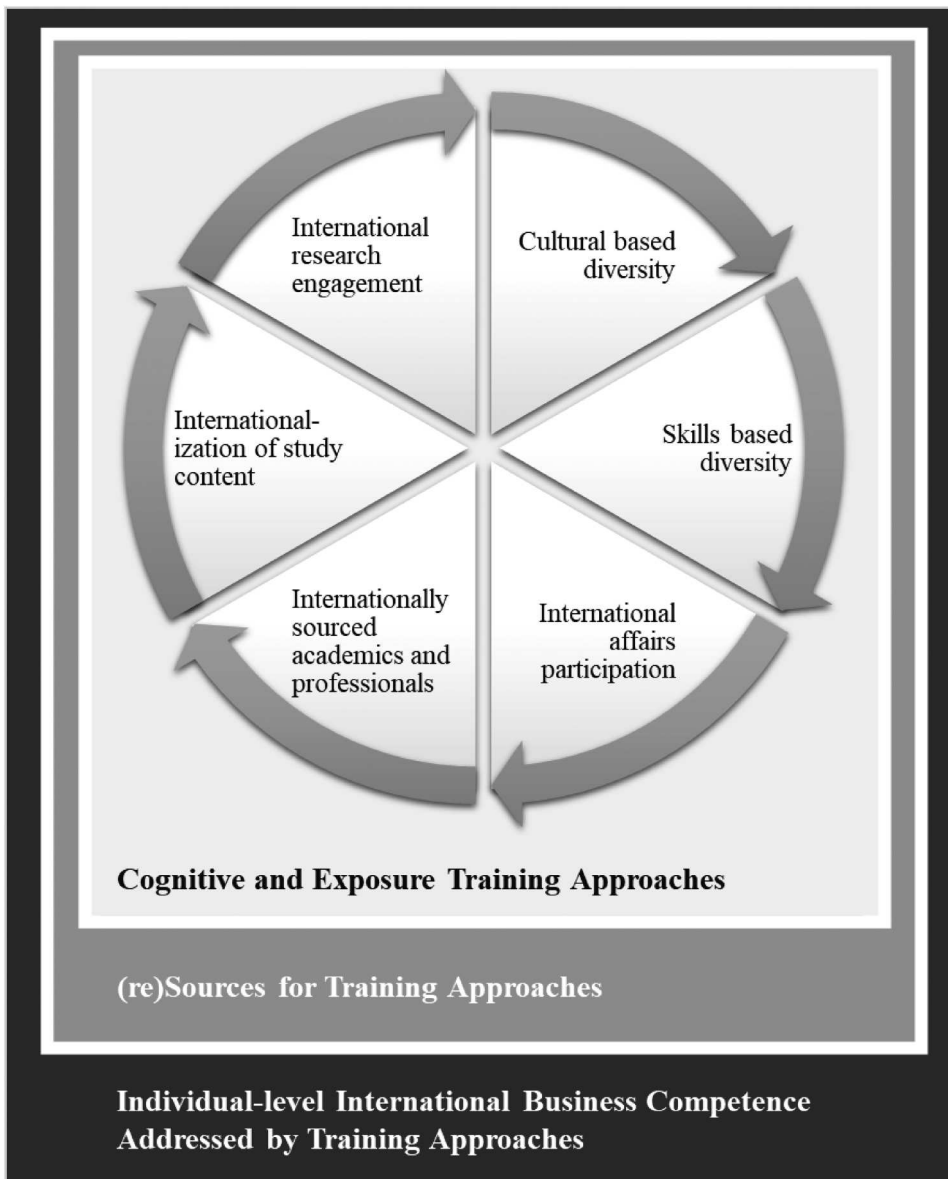 International
research
engagement
Cultural based
diversity
Skills based
diversity
International
affairs
participation
Internationally
sourced
academics and
professionals
International-
ization of study
content
Cognitive and Exposure Training Approaches
(re)Sources for Training Approaches
Individual-level International Business Competence
Addressed by Training Approaches